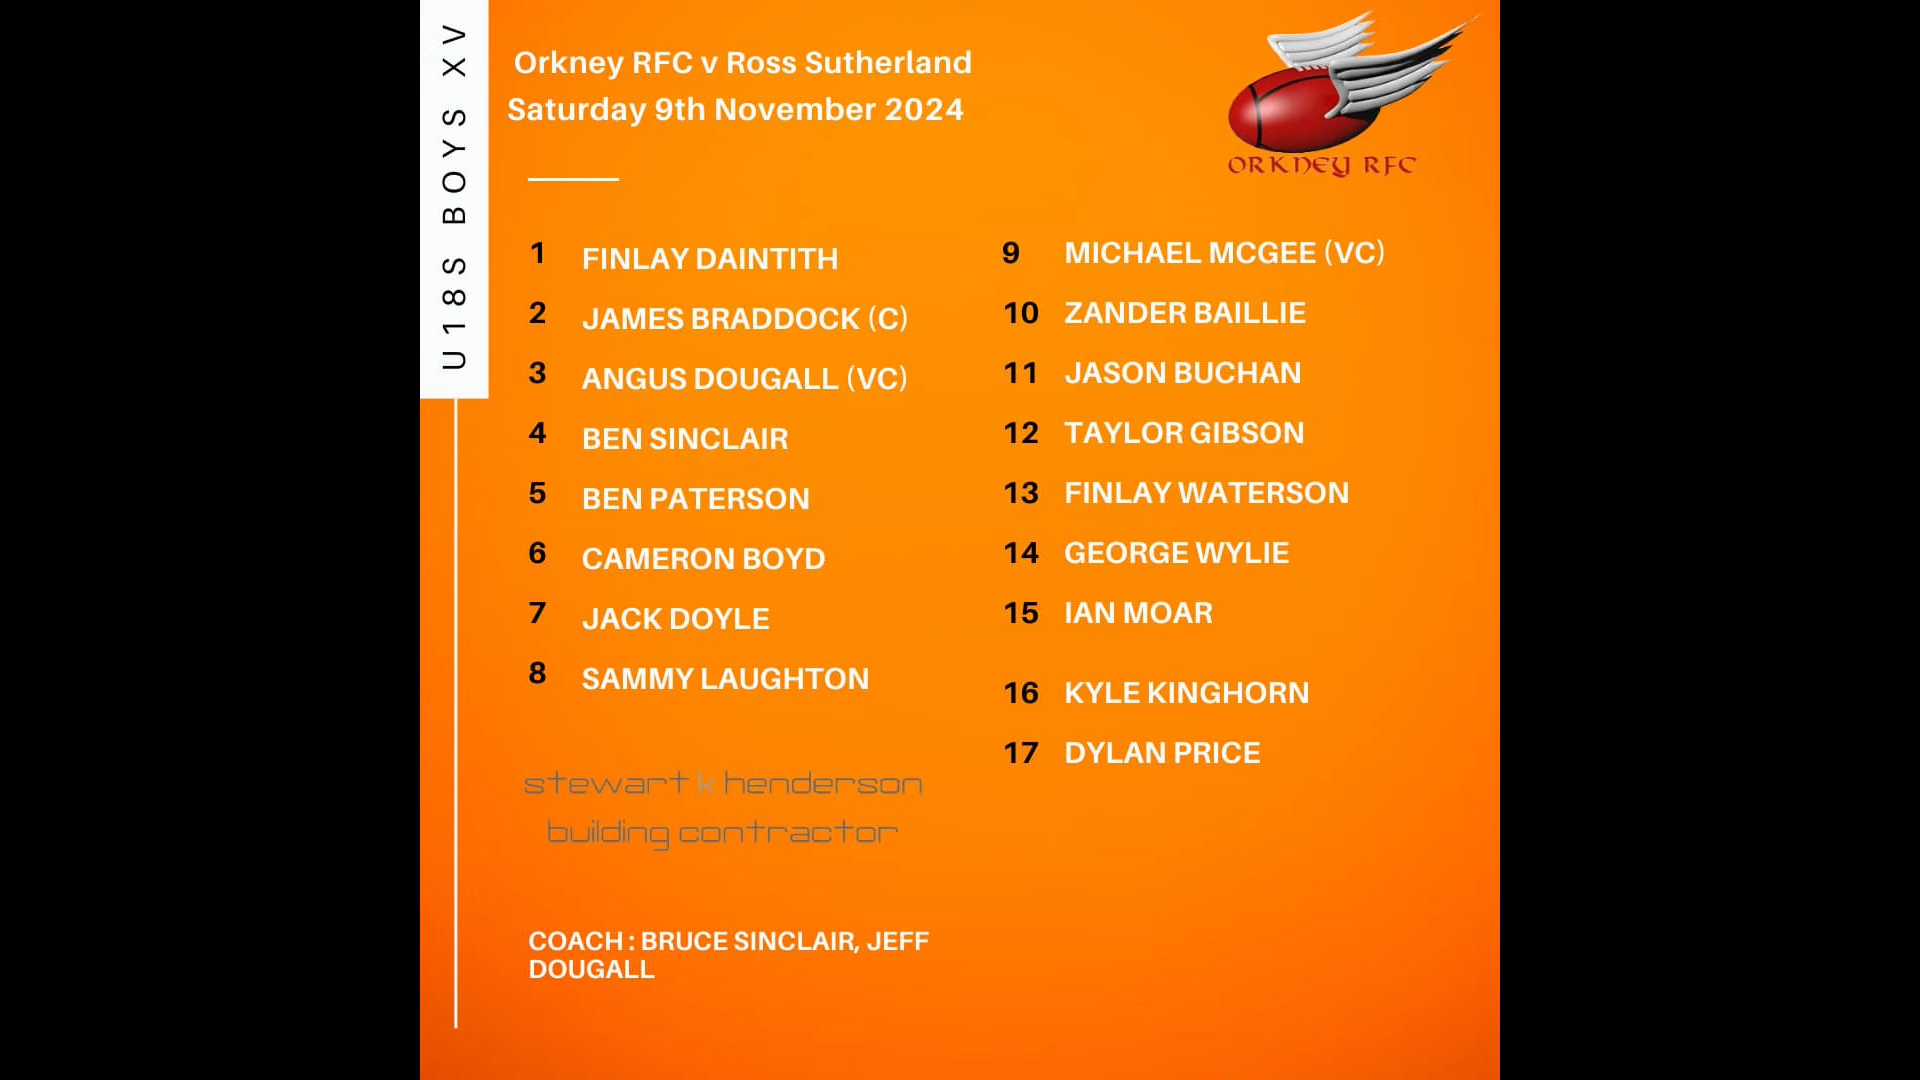 U18S BOYS XV
Orkney RFC v Ross Sutherland
Saturday 9th November 2024
ORKNEY RFC
1 FINLAY DAINTITH
2 JAMES BRADDOCK (C)
3 ANGUS DOUGALL (VC)
4 BEN SINCLAIR
5 BEN PATERSON
6 CAMERON BOYD
7 JACK DOYLE
8 SAMMY LAUGHTON
9 MICHAEL MCGEE (VC)
10 ZANDER BAILLIE
11 JASON BUCHAN
12 TAYLOR GIBSON
13 FINLAY WATERSON
14 GEORGE WYLIE
15 IAN MOAR
16 KYLE KINGHORN
17 DYLAN PRICE
stewart k henderson
building contractor
COACH : BRUCE SINCLAIR, JEFF
DOUGALL